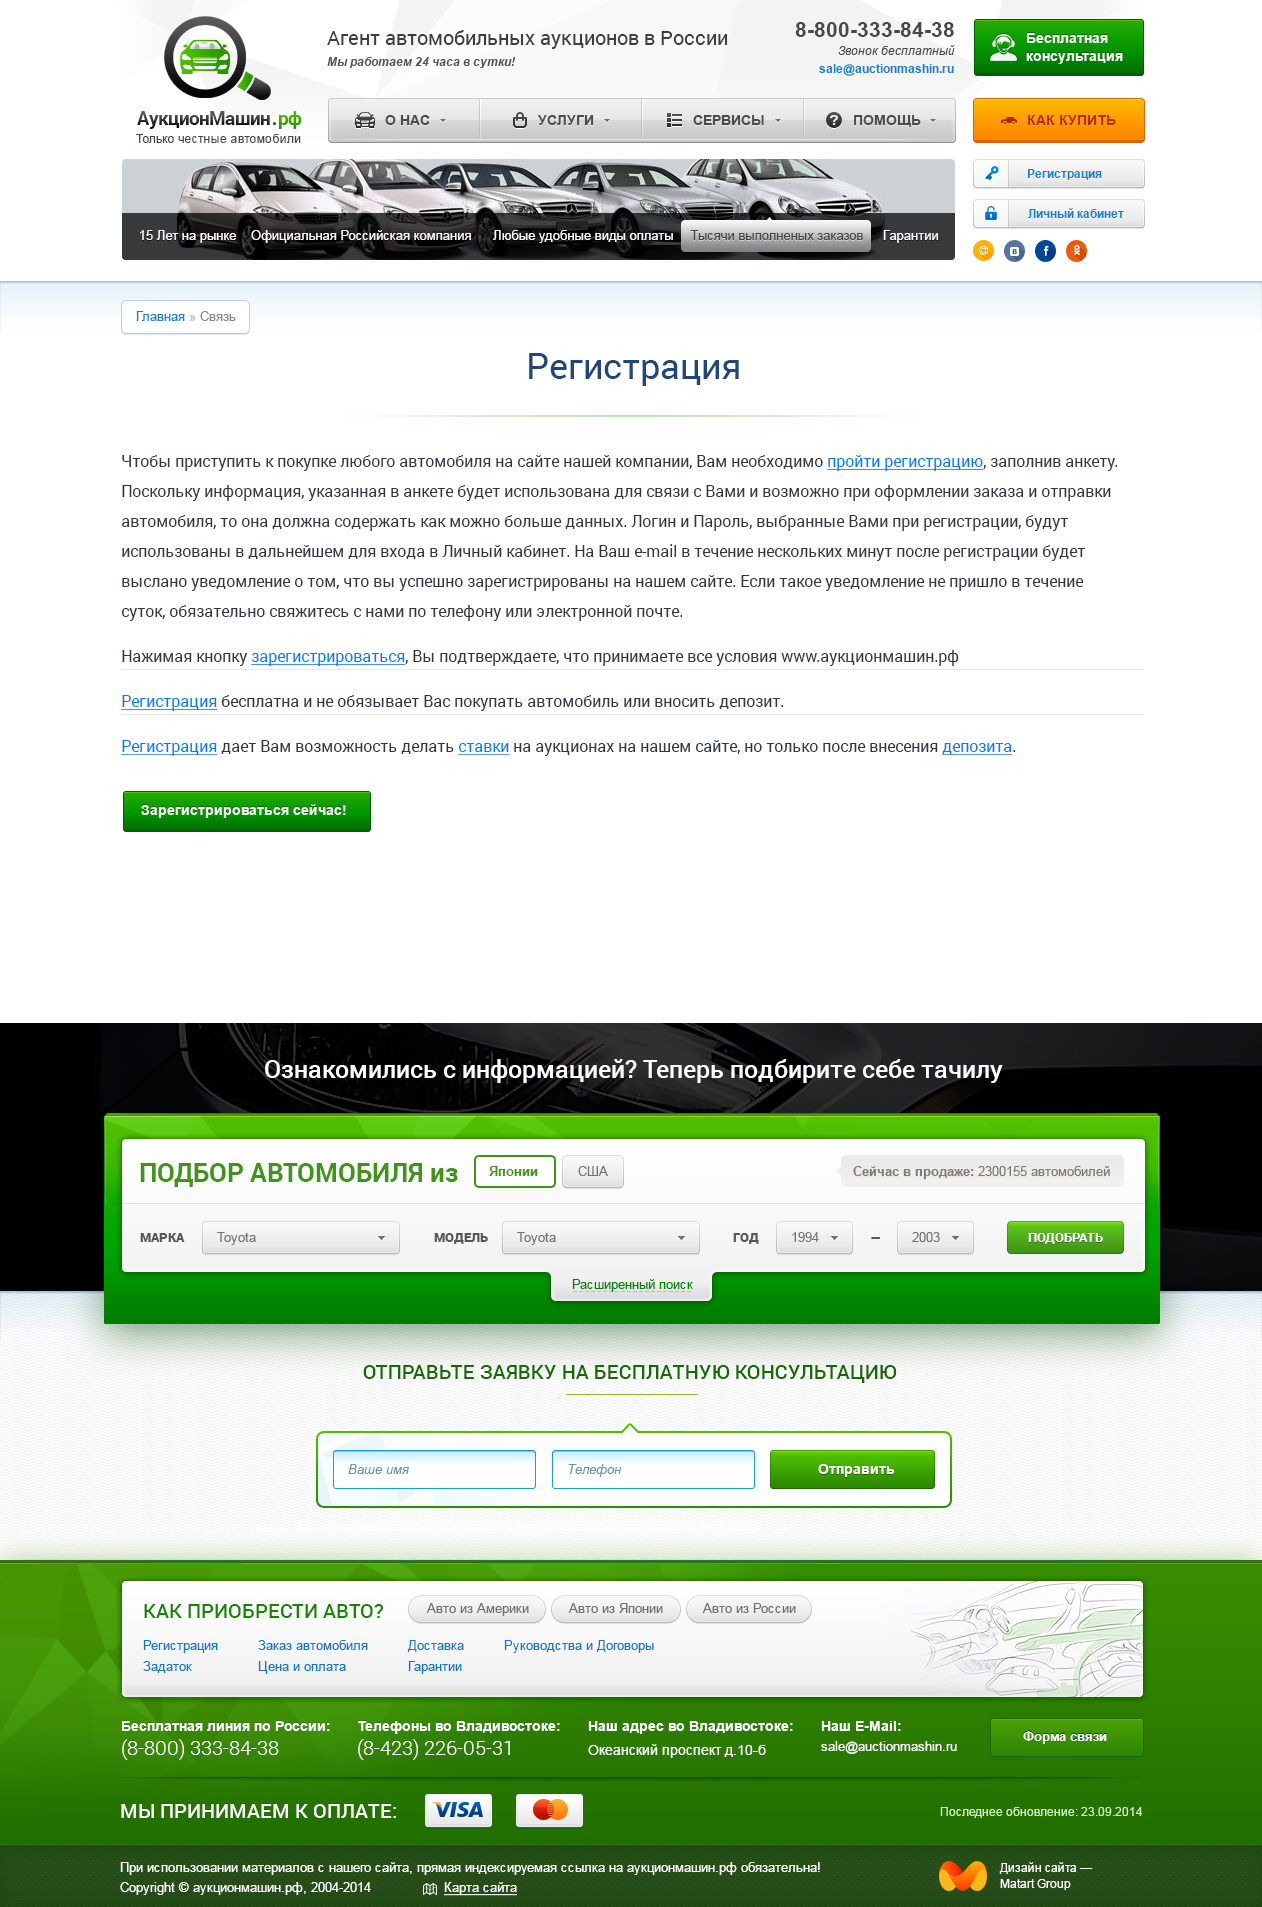 Агент автомобильных аукционов в России
Мы работаем 24 часа в сутки!
8-800-333-84-38
Звонок бесплатный
sale@auctionmashin.ru
Бесплатная
консультация
АукционМашин.рф
Только честные автомобили
О НАС
УСЛУГИ
СЕРВИСЫ
ПОМОЩЬ
КАК КУПИТЬ
15 Лет на рынке
Официальная Российская компания
Любые удобные виды оплаты
Тысячи выполненых заказов
Гарантии
Регистрация
Личный кабинет
Главная » Связь
Регистрация
Чтобы приступить к покупке любого автомобиля на сайте нашей компании, Вам необходимо пройти регистрацию, заполнив анкету.
Поскольку информация, указанная в анкете будет использована для связи с Вами и возможно при оформлении заказа и отправки
автомобиля, то она должна содержать как можно больше данных. Логин и Пароль, выбранные Вами при регистрации, будут
использованы в дальнейшем для входа в Личный кабинет. На Ваш e-mail в течение нескольких минут после регистрации будет
выслано уведомление о том, что вы успешно зарегистрированы на нашем сайте. Если такое уведомление не пришло в течение
суток, обязательно свяжитесь с нами по телефону или электронной почте.
Нажимая кнопку зарегистрироваться, Вы подтверждаете, что принимаете все условия www.аукционмашин.рф
Регистрация бесплатна и не обязывает Вас покупать автомобиль или вносить депозит.
Регистрация дает Вам возможность делать ставки на аукционах на нашем сайте, но только после внесения депозита.
Зарегистрироваться сейчас!
Ознакомились с информацией? Теперь подбирите себе тачилу
ПОДБОР АВТОМОБИЛЯ из
Японии
США
Сейчас в продаже: 2300155 автомобилей
МАРКА
Toyota
МОДЕЛЬ
Toyota
ГОД
1994
–
2003
ПОДОБРАТЬ
Расширенный поиск
ОТПРАВЬТЕ ЗАЯВКУ НА БЕСПЛАТНУЮ КОНСУЛЬТАЦИЮ
Ваше имя
Телефон
Отправить
КАК ПРИОБРЕСТИ АВТО?
Авто из Америки
Авто из Японии
Авто из России
Регистрация
Заказ автомобиля
Доставка
Руководства и Договоры
Задаток
Цена и оплата
Гарантии
Бесплатная линия по России:
(8-800) 333-84-38
Телефоны во Владивостоке:
(8-423) 226-05-31
Наш адрес во Владивостоке:
Океанский проспект д.10-б
Наш E-Mail:
sale@auctionmashin.ru
Форма связи
МЫ ПРИНИМАЕМ К ОПЛАТЕ:
VISA
Последнее обновление: 23.09.2014
При использовании материалов с нашего сайта, прямая индексируемая ссылка на аукционмашин.рф обязательна!
Copyright © аукционмашин.рф, 2004-2014
Карта сайта
Дизайн сайта —
Matart Group